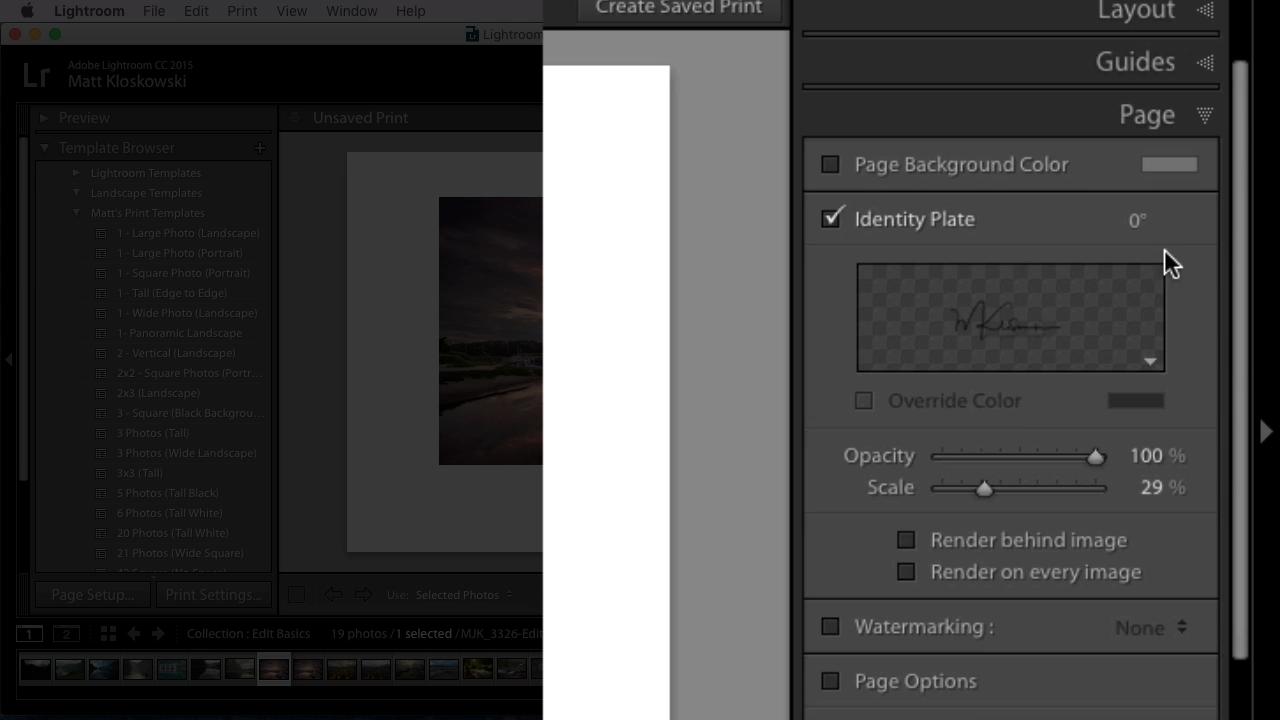 Lightroom File Edit Print View Window Help
Lightroom
Lr Adobe Lightroom CC 2015
Matt Kloskowski
Preview
Template Browser +
Lightroom Templates
Landscape Templates
Matt's Print Templates
1 - Large Photo (Landscape)
1 - Large Photo (Portrait)
1 - Square Photo (Portrait)
1 - Tall (Edge to Edge)
1 - Wide Photo (Landscape)
1- Panoramic Landscape
2 - Vertical (Landscape)
2x2 - Square Photos (Portr...
2x3 (Landscape)
3 - Square (Black Backgrou...
3 Photos (Tall)
3 Photos (Wide Landscape)
3x3 (Tall)
5 Photos (Tall Black)
6 Photos (Tall White)
20 Photos (Tall White)
21 Photos (Wide Square)
Page Setup... Print Settings...
Unsaved Print
Use: Selected Photos
1 2 Collection : Edit Basics 19 photos / 1 selected / MJK_3326-Edit
Create Saved Print
Layout
Guides
Page
Page Background Color
Identity Plate 0°
Override Color
Opacity 100 %
Scale 29 %
Render behind image
Render on every image
Watermarking : None
Page Options